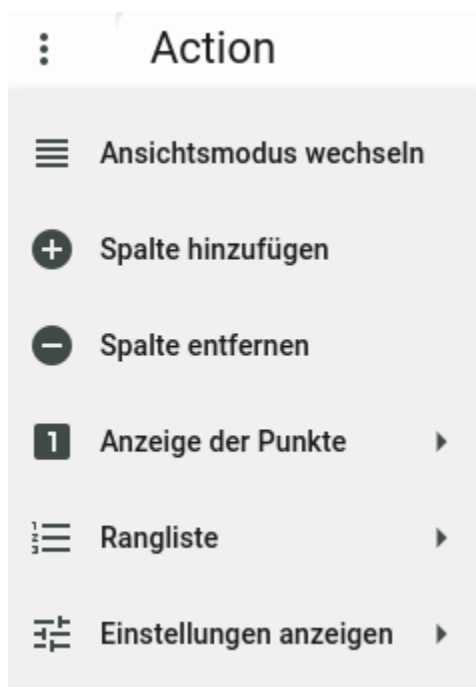 Action
Ansichtsmodus wechseln
Spalte hinzufügen
Spalte entfernen
1 Anzeige der Punkte
Rangliste
Einstellungen anzeigen